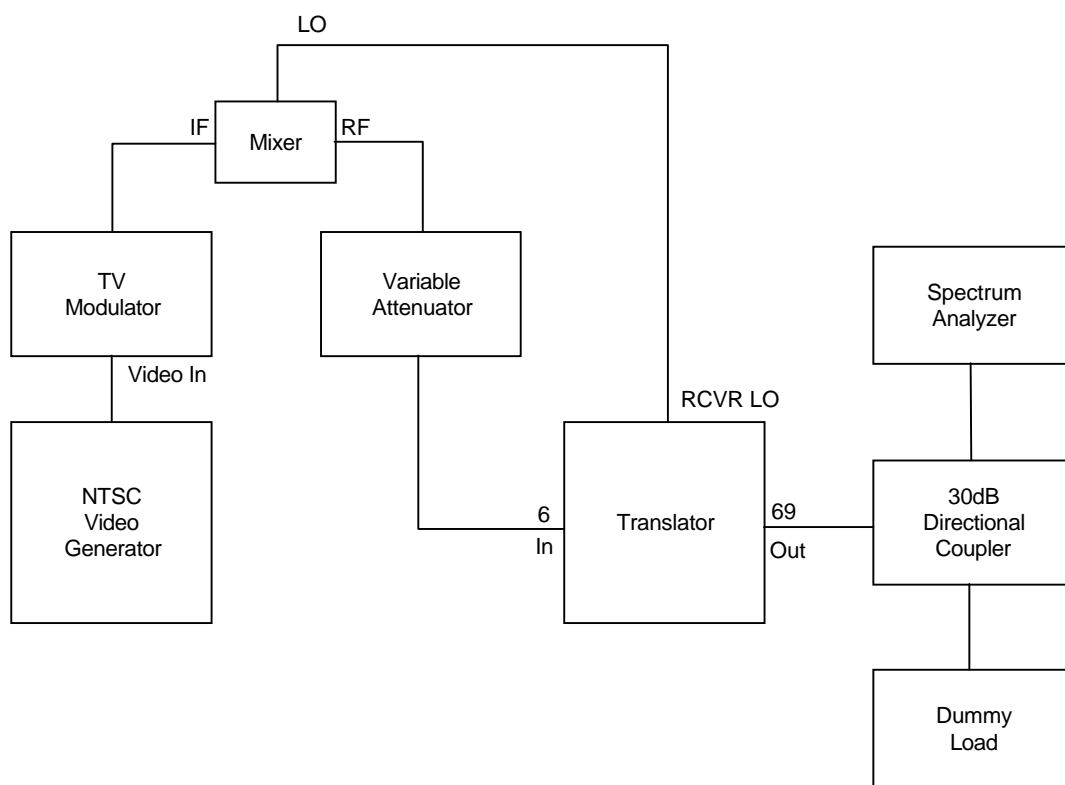 LO
IF
RF
Mixer
TV
Modulator
Variable
Attenuator
Spectrum
Analyzer
Video In
RCVR LO
NTSC
Video
Generator
6
In
Translator
69
Out
30dB
Directional
Coupler
Dummy
Load